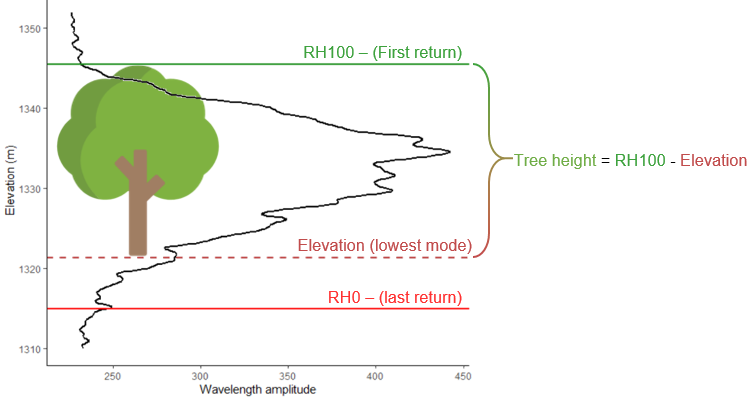 1350
RH100 – (First return)
1340
Tree height = RH100 - Elevation
Elevation (m)
1330
Elevation (lowest mode)
1320
RH0 – (last return)
1310
250 300 350 400 450
Wavelength amplitude